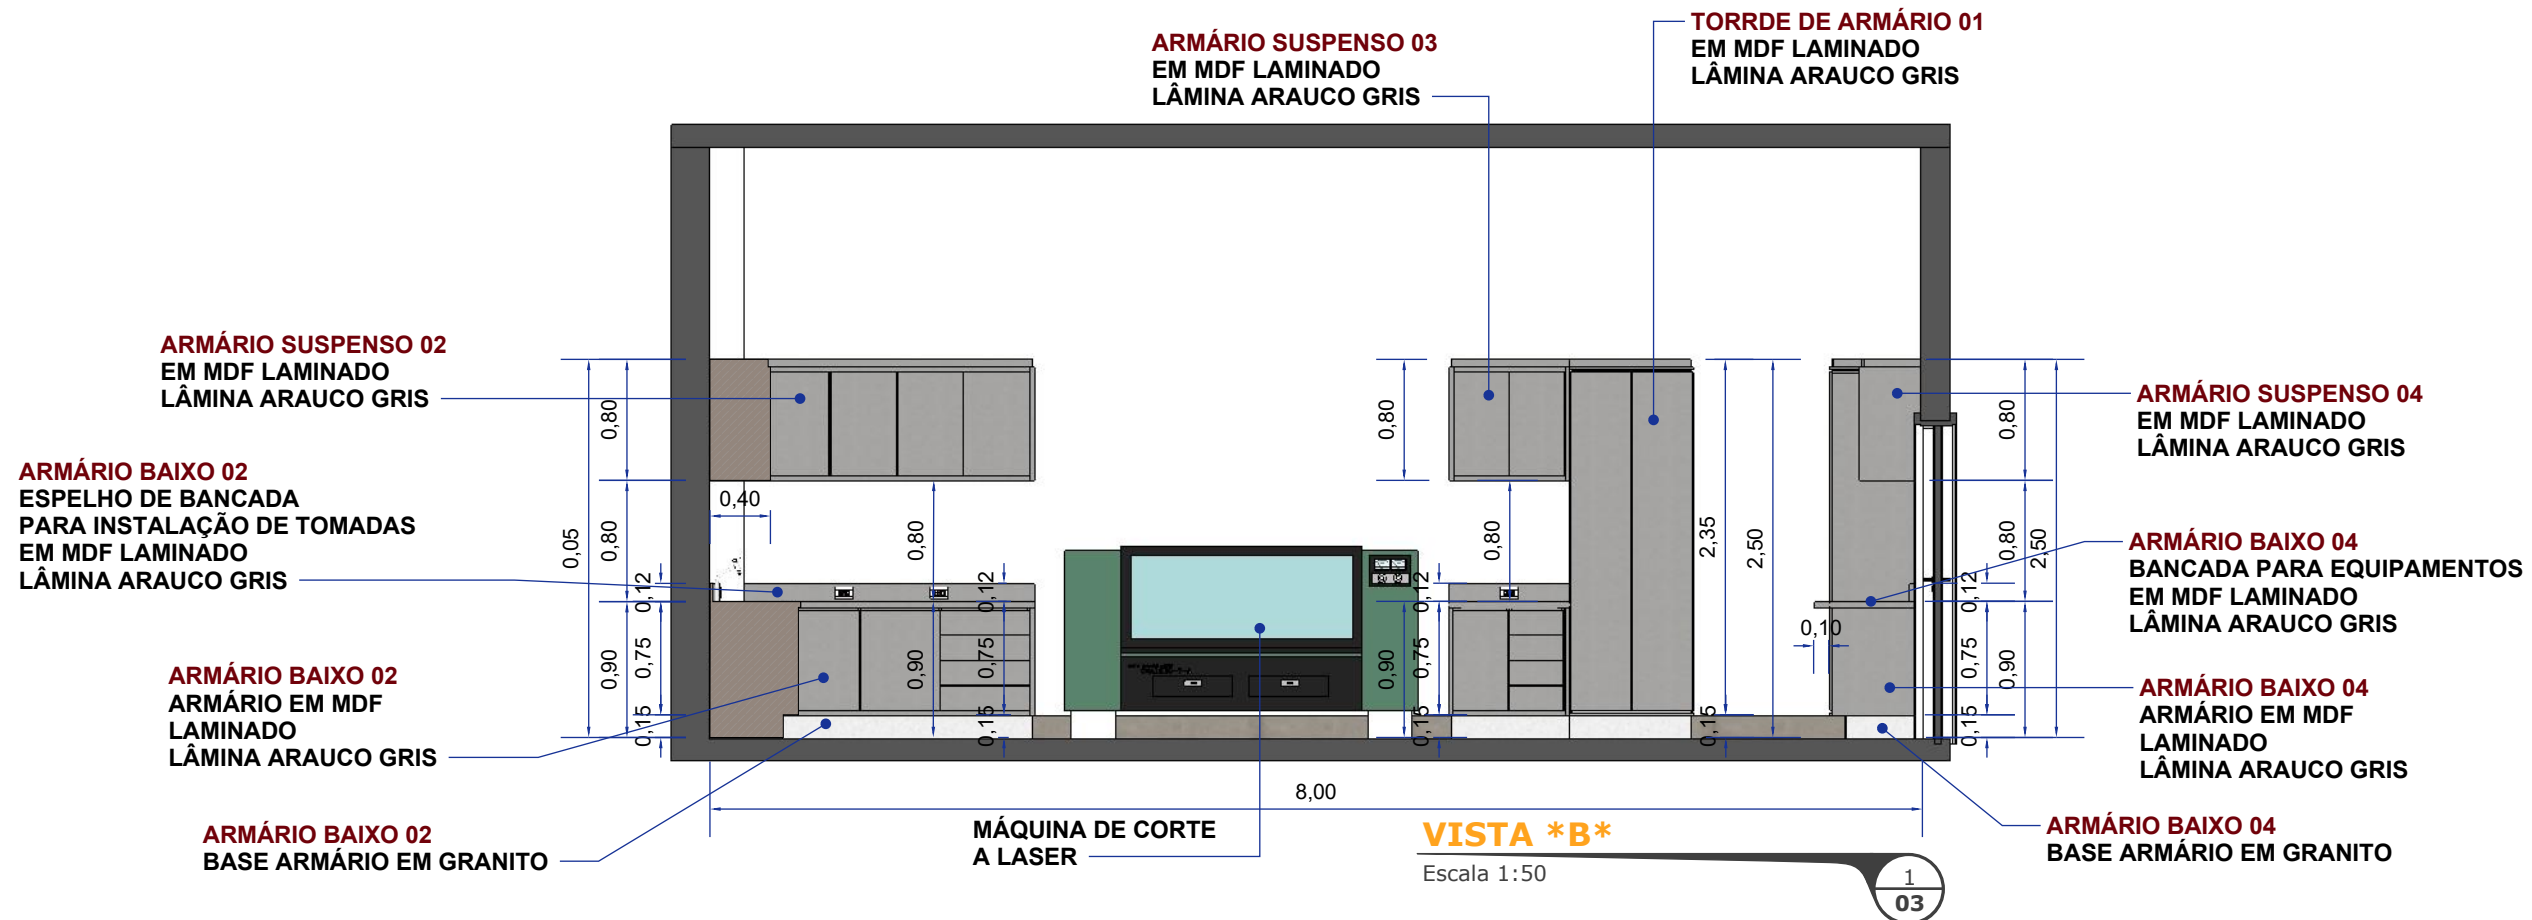 TORRDE DE ARMÁRIO 01
EM MDF LAMINADO
LÂMINA ARAUCO GRIS
ARMÁRIO SUSPENSO 03
EM MDF LAMINADO
LÂMINA ARAUCO GRIS
ARMÁRIO SUSPENSO 02
EM MDF LAMINADO
LÂMINA ARAUCO GRIS
ARMÁRIO BAIXO 02
ESPELHO DE BANCADA
PARA INSTALAÇÃO DE TOMADAS
EM MDF LAMINADO
LÂMINA ARAUCO GRIS
ARMÁRIO BAIXO 02
ARMÁRIO EM MDF
LAMINADO
LÂMINA ARAUCO GRIS
ARMÁRIO BAIXO 02
BASE ARMÁRIO EM GRANITO
0,05
0,80
0,80
0,90
0,12
0,75
0,15
0,40
0,80
0,90
0,12
0,75
0,15
0,80
0,90
0,12
0,75
0,15
0,80
2,35
0,15
2,50
0,10
0,12
0,75
0,15
0,80
0,80
0,90
2,50
8,00
ARMÁRIO SUSPENSO 04
EM MDF LAMINADO
LÂMINA ARAUCO GRIS
ARMÁRIO BAIXO 04
BANCADA PARA EQUIPAMENTOS
EM MDF LAMINADO
LÂMINA ARAUCO GRIS
ARMÁRIO BAIXO 04
ARMÁRIO EM MDF
LAMINADO
LÂMINA ARAUCO GRIS
ARMÁRIO BAIXO 04
BASE ARMÁRIO EM GRANITO
MÁQUINA DE CORTE
A LASER
VISTA *B*
Escala 1:50
1
03